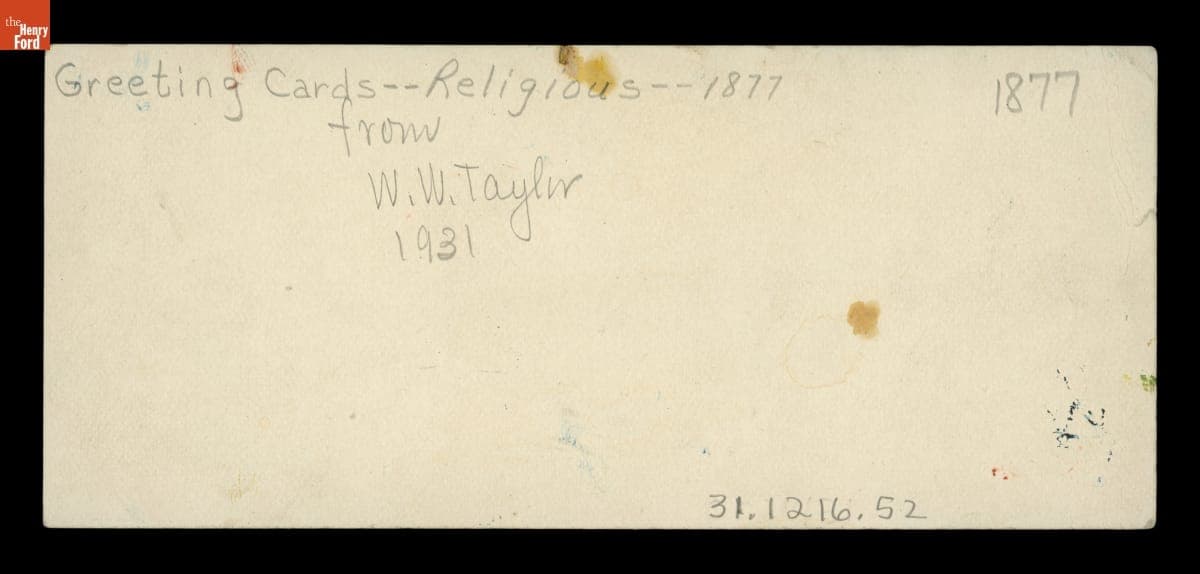 the Henry Ford
Greeting Cards--Religious--1877
1877
from
W.W. Taylor
1931
31.1216.52